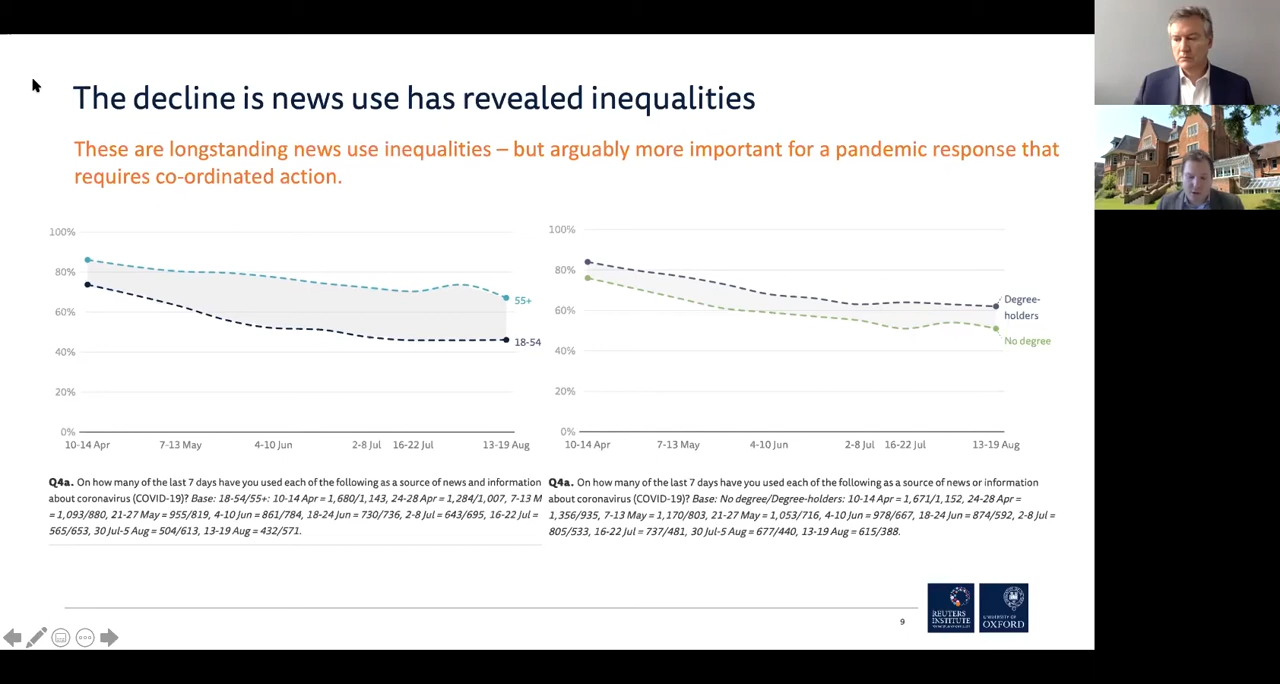 The decline is news use has revealed inequalities
These are longstanding news use inequalities – but arguably more important for a pandemic response that
requires co-ordinated action.
100%
80%
60%
40%
20%
0%
55+
18-54
10-14 Apr
7-13 May
4-10 Jun
2-8 Jul
16-22 Jul
13-19 Aug
Q4a. On how many of the last 7 days have you used each of the following as a source of news and information
about coronavirus (COVID-19)? Base: 18-54/55+: 10-14 Apr = 1,680/1,143, 24-28 Apr = 1,284/1,007, 7-13 M
= 1,093/880, 21-27 May = 955/819, 4-10 Jun = 861/784, 18-24 Jun = 730/736, 2-8 Jul = 643/695, 16-22 Jul =
565/653, 30 Jul-5 Aug = 504/613, 13-19 Aug = 432/571.
100%
80%
60%
40%
20%
0%
Degree-
holders
No degree
10-14 Apr
7-13 May
4-10 Jun
2-8 Jul
16-22 Jul
13-19 Aug
Q4a. On how many of the last 7 days have you used each of the following as a source of news or information
about coronavirus (COVID-19)? Base: No degree/Degree-holders: 10-14 Apr = 1,671/1,152, 24-28 Apr =
1,356/935, 7-13 May = 1,170/803, 21-27 May = 1,053/716, 4-10 Jun = 978/667, 18-24 Jun = 874/592, 2-8 Jul =
805/533, 16-22 Jul = 737/481, 30 Jul-5 Aug = 677/440, 13-19 Aug = 615/388.
9
REUTERS
INSTITUTE
UNIVERSITY OF
OXFORD